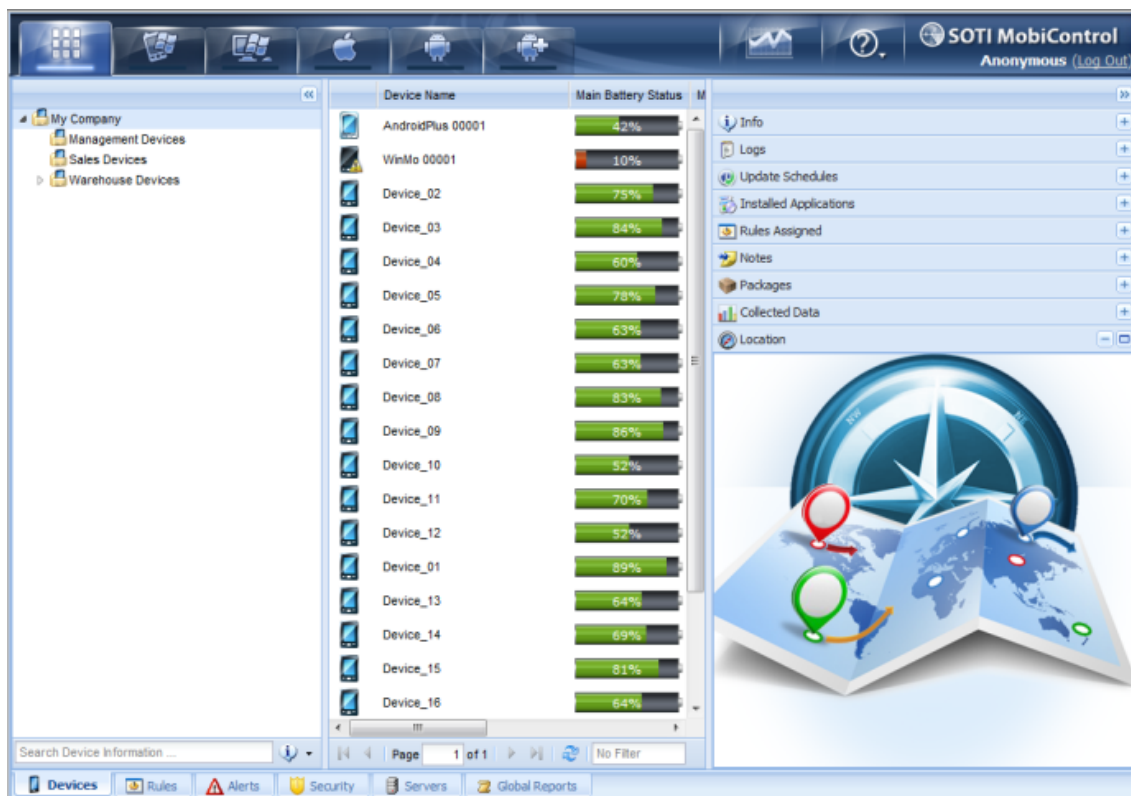 SOTI MobiControl
Anonymous (Log Out)
My Company
Management Devices
Sales Devices
Warehouse Devices
Search Device Information ...
Device Name Main Battery Status M
AndroidPlus 00001 42%
WinMo 00001 10%
Device_02 75%
Device_03 84%
Device_04 60%
Device_05 78%
Device_06 63%
Device_07 63%
Device_08 83%
Device_09 86%
Device_10 52%
Device_11 70%
Device_12 52%
Device_01 89%
Device_13 64%
Device_14 69%
Device_15 81%
Device_16 64%
Page 1 of 1 No Filter
Info
Logs
Update Schedules
Installed Applications
Rules Assigned
Notes
Packages
Collected Data
Location
NW
Devices Rules Alerts Security Servers Global Reports